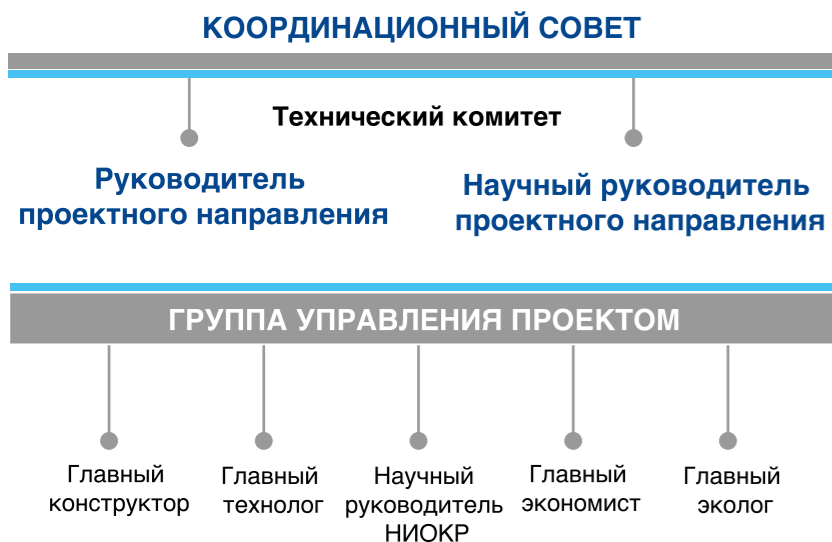 КООРДИНАЦИОННЫЙ СОВЕТ
Технический комитет
Руководитель
проектного направления
Научный руководитель
проектного направления
ГРУППА УПРАВЛЕНИЯ ПРОЕКТОМ
Главный
конструктор
Главный
технолог
Научный
руководитель
НИОКР
Главный
экономист
Главный
эколог